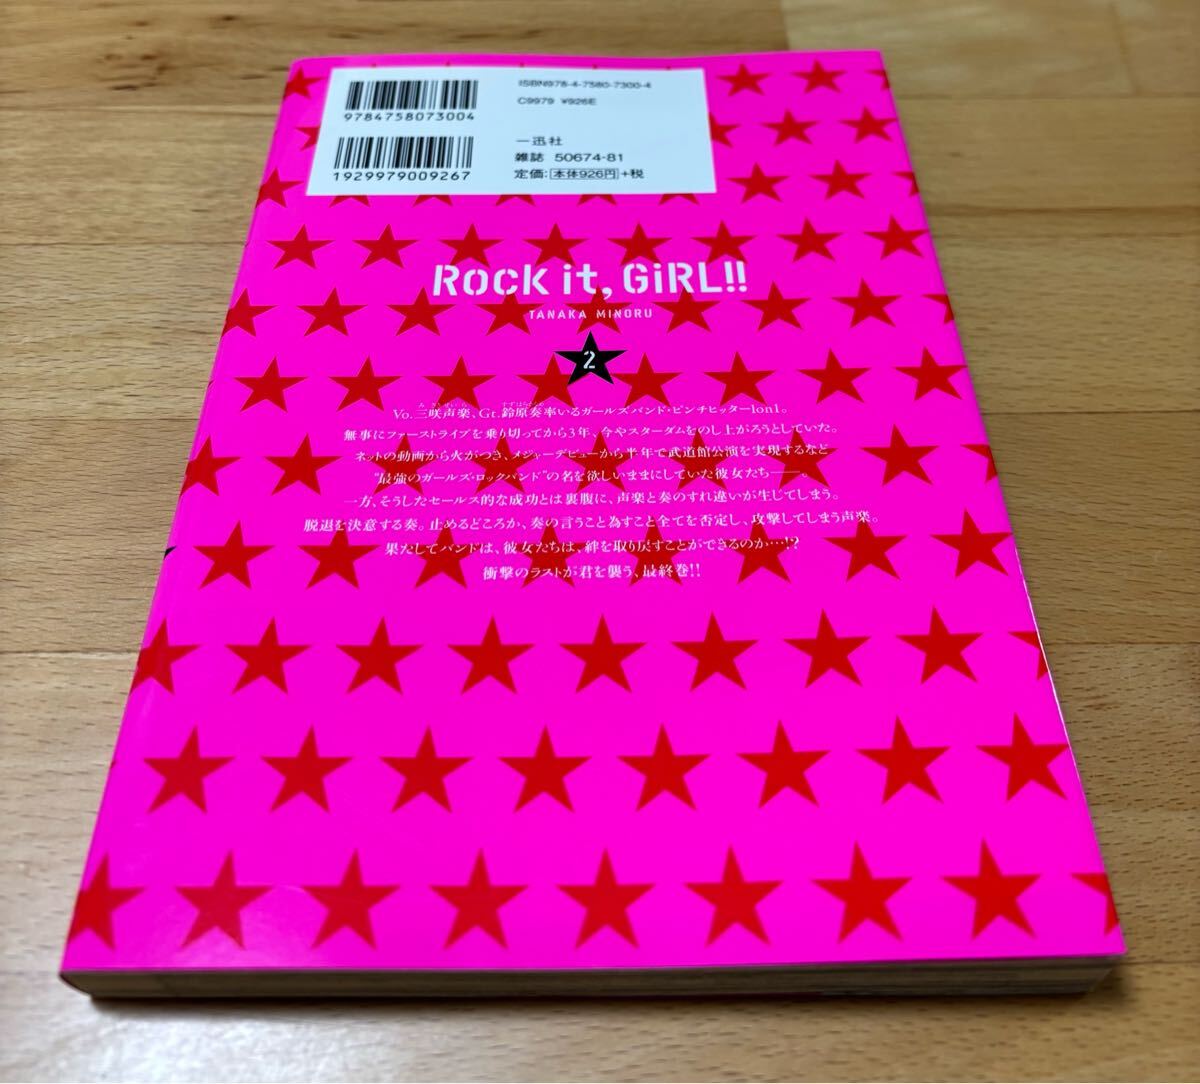 ISBN978-4-7580-7300-4
C9979 ¥926E
9784758073004
1929979009267
一迅社
雑誌 50674-81
定価:本体926円+税
Rock it, GiRL!!
TANAKA MINORU
2
Vo.三咲声楽、Gt.鈴原奏率いるガールズバンド・ピンチヒッター1on1。
無事にファーストライブを乗り切ってから3年、今やスターダムをのし上がろうとしていた。
ネットの動画から火がつき、メジャーデビューから半年で武道館公演を実現するなど
"最強のガールズ・ロックバンド"の名を欲しいままにしていた彼女たち――。
一方、そうしたセールス的な成功とは裏腹に、声楽と奏のすれ違いが生じてしまう。
脱退を決意する奏。止めるどころか、奏の言うこと為すこと全てを否定し、攻撃してしまう声楽。
果たしてバンドは、彼女たちは、絆を取り戻すことができるのか…!?
衝撃のラストが君を襲う、最終巻!!